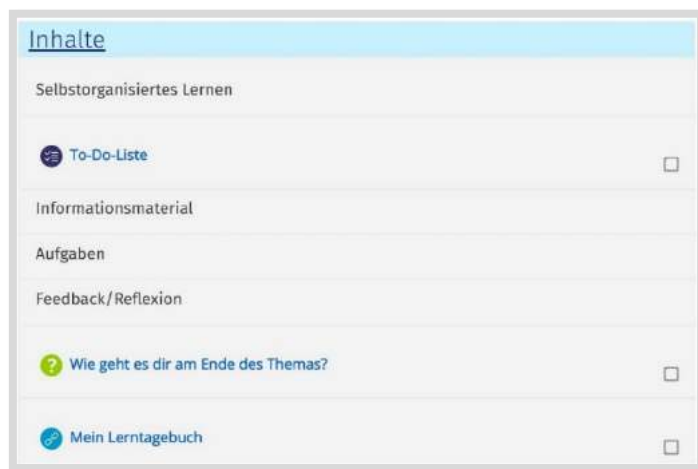 Inhalte
Selbstorganisiertes Lernen
To-Do-Liste
Informationsmaterial
Aufgaben
Feedback/Reflexion
Wie geht es dir am Ende des Themas?
Mein Lerntagebuch